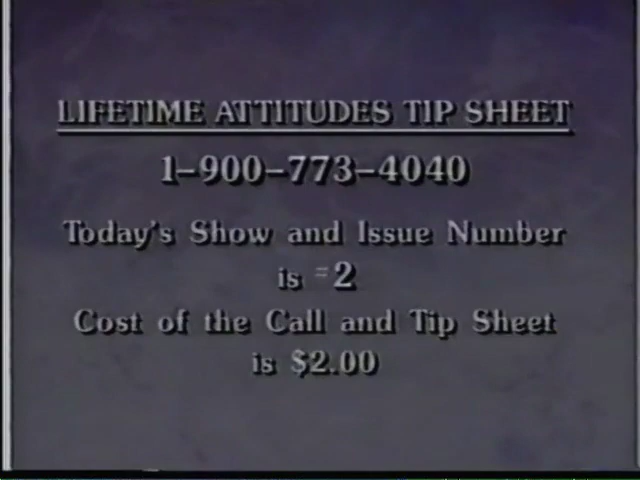 LIFETIME ATTITUDES TIP SHEET
1-900-773-4040
Today's Show and Issue Number
is #2
Cost of the Call and Tip Sheet
is $2.00